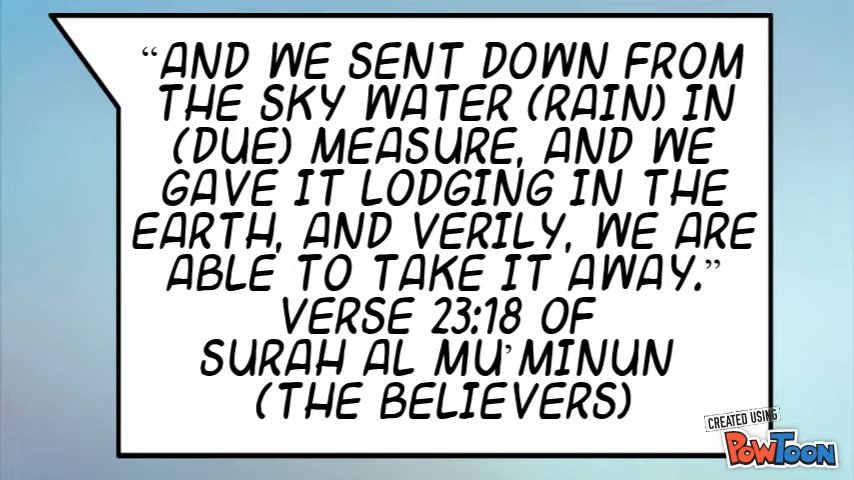 “AND WE SENT DOWN FROM
THE SKY WATER (RAIN) IN
(DUE) MEASURE, AND WE
GAVE IT LODGING IN THE
EARTH, AND VERILY, WE ARE
ABLE TO TAKE IT AWAY.”
VERSE 23:18 OF
SURAH AL MU’MINUN
(THE BELIEVERS)
CREATED USING
POWTOON